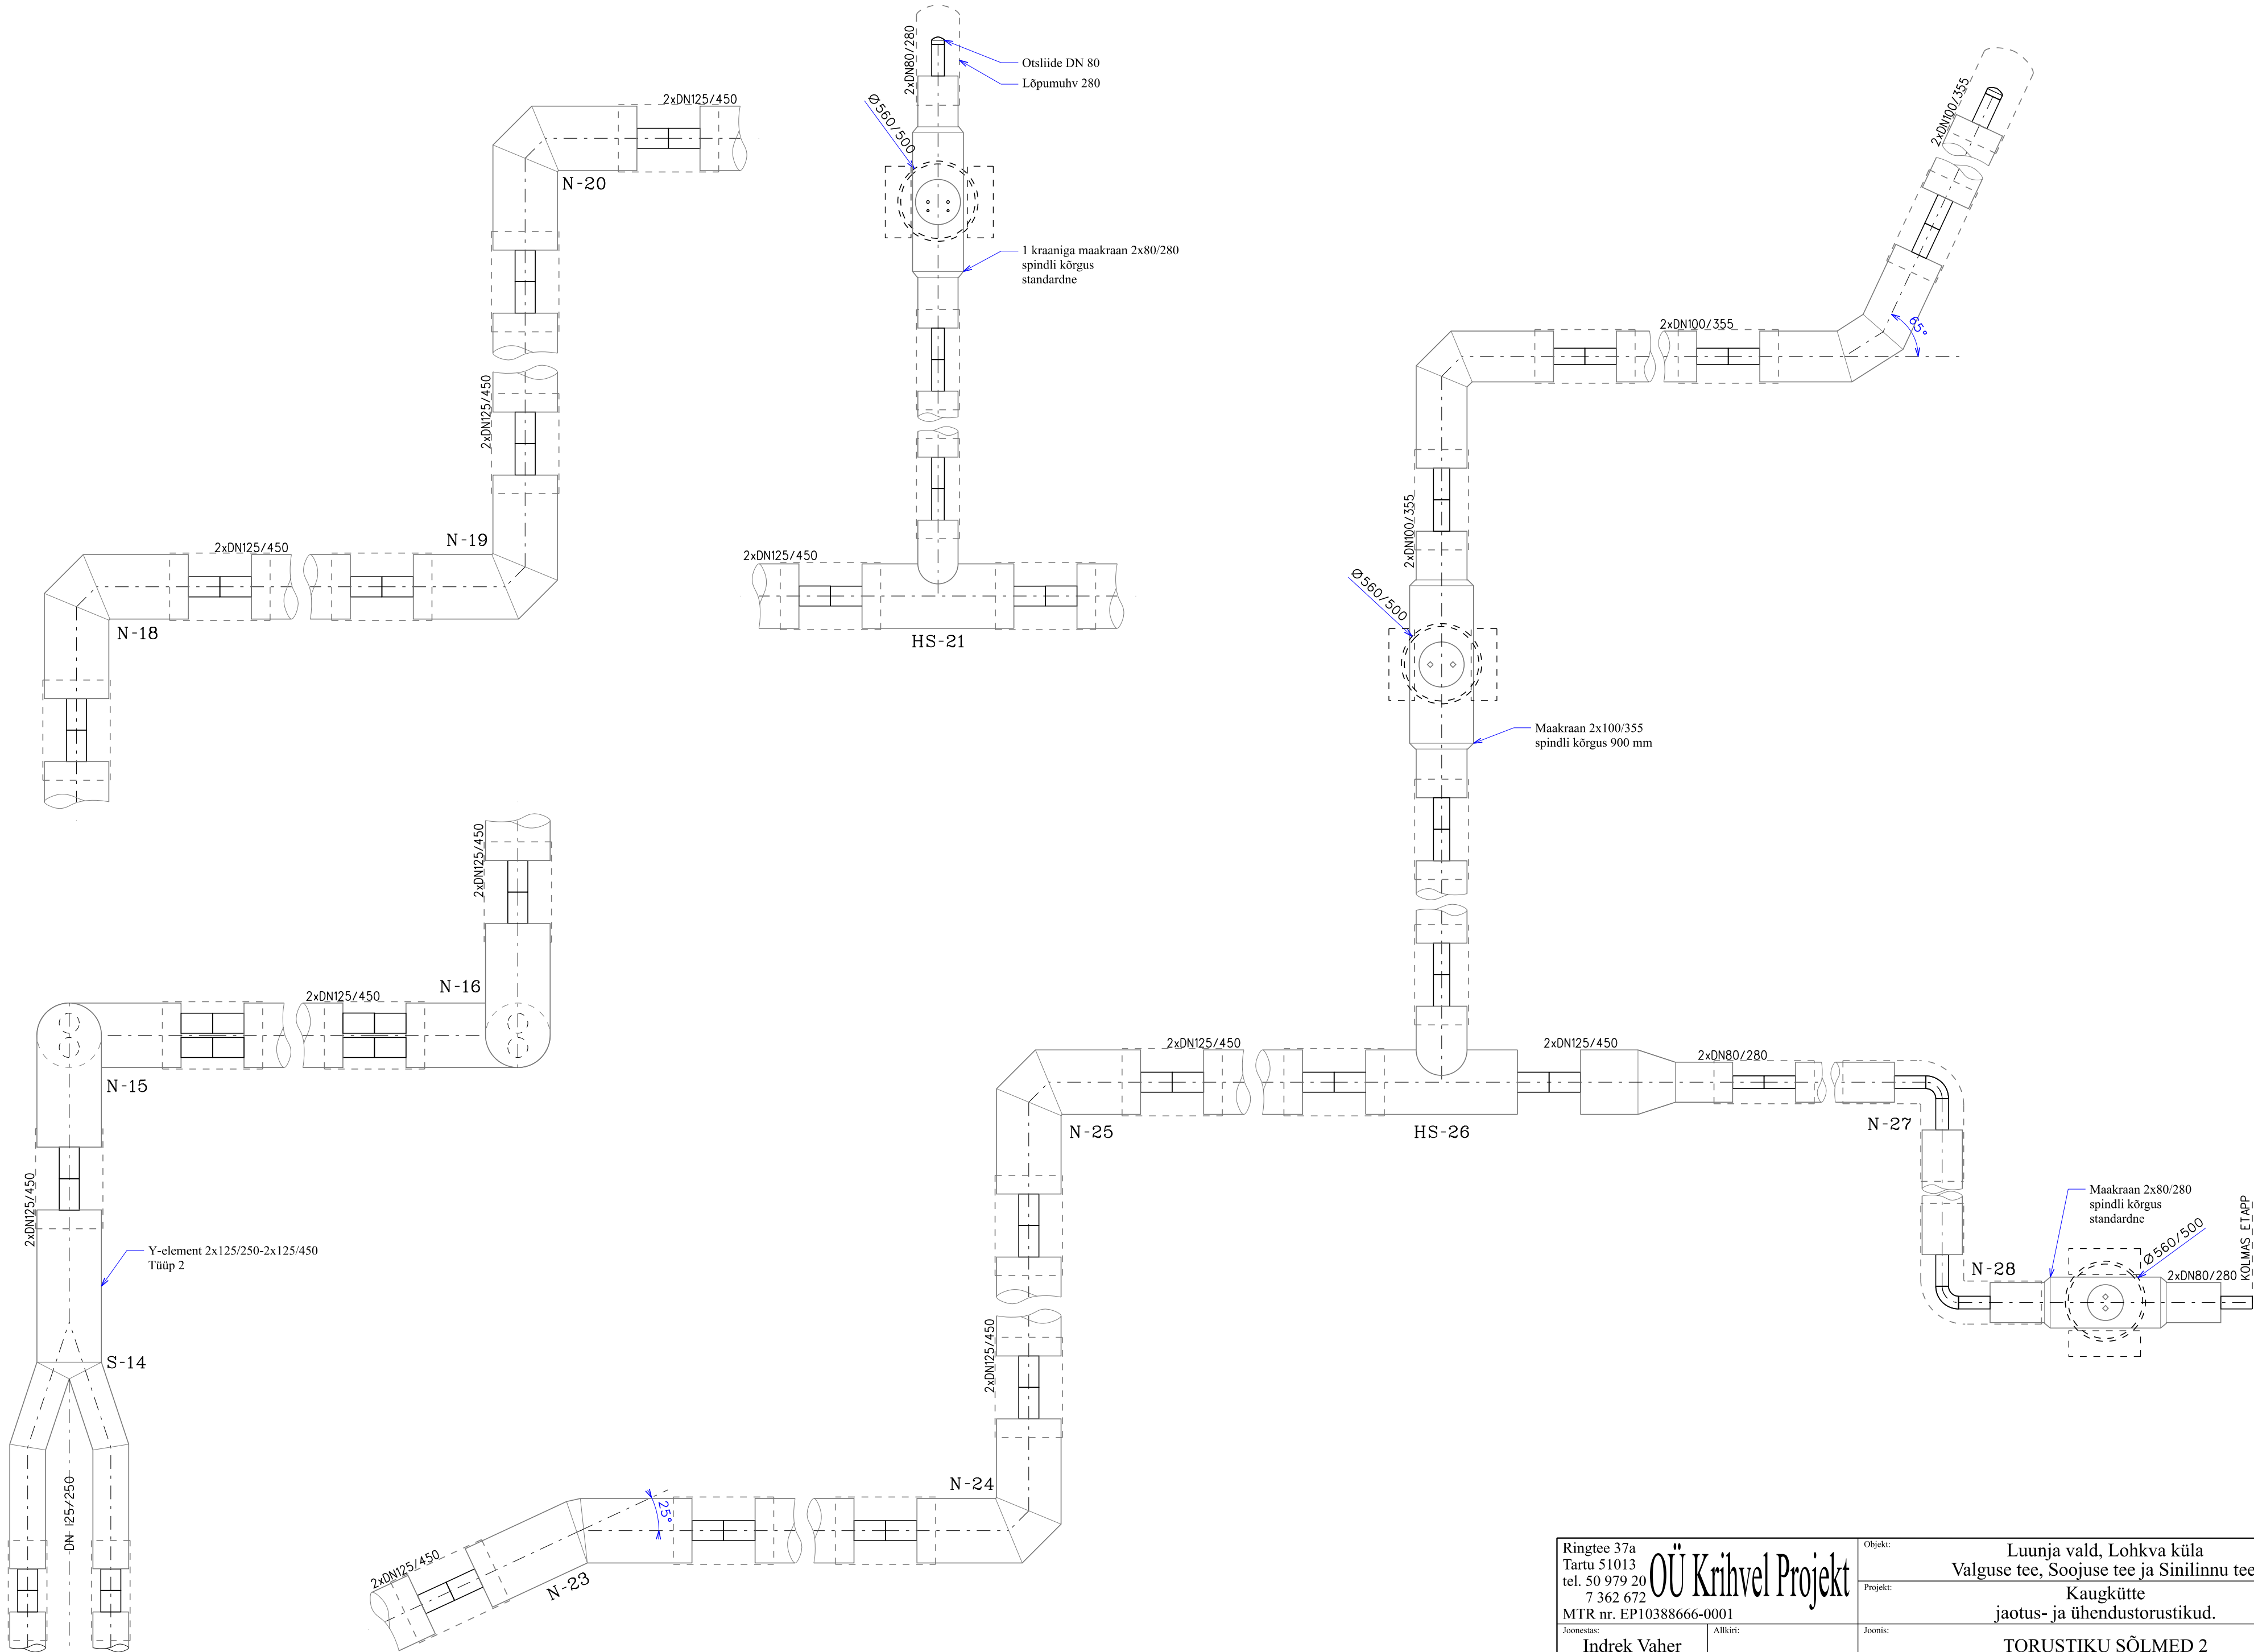 2xDN125/450
N-20
2xDN125/450
N-19
2xDN125/450
N-18
2xDN80/280
Otsliide DN 80
Lõpumuhv 280
Ø560/500
1 kraaniga maakraan 2x80/280
spindli kõrgus
standardne
2xDN125/450
HS-21
2xDN100/355
65°
2xDN100/355
2xDN100/355
Ø560/500
Maakraan 2x100/355
spindli kõrgus 900 mm
2xDN125/450
N-16
2xDN125/450
N-15
2xDN125/450
Y-element 2x125/250-2x125/450
Tüüp 2
S-14
DN 125/250
2xDN125/450
2xDN125/450
2xDN80/280
N-25
HS-26
N-27
Maakraan 2x80/280
spindli kõrgus
standardne
Ø560/500
N-28
2xDN80/280
KOLMAS ETAPP
2xDN125/450
N-24
25°
2xDN125/450
N-23
Ringtee 37a
Tartu 51013
tel. 50 979 20
7 362 672
MTR nr. EP10388666-0001
OÜ Krihvel Projekt
Objekt:
Luunja vald, Lohkva küla
Valguse tee, Soojuse tee ja Sinilinnu tee
Projekt:
Kaugkütte
jaotus- ja ühendustorustikud.
Joonestas:
Indrek Vaher
Allkiri:
Joonis:
TORUSTIKU SÕLMED 2